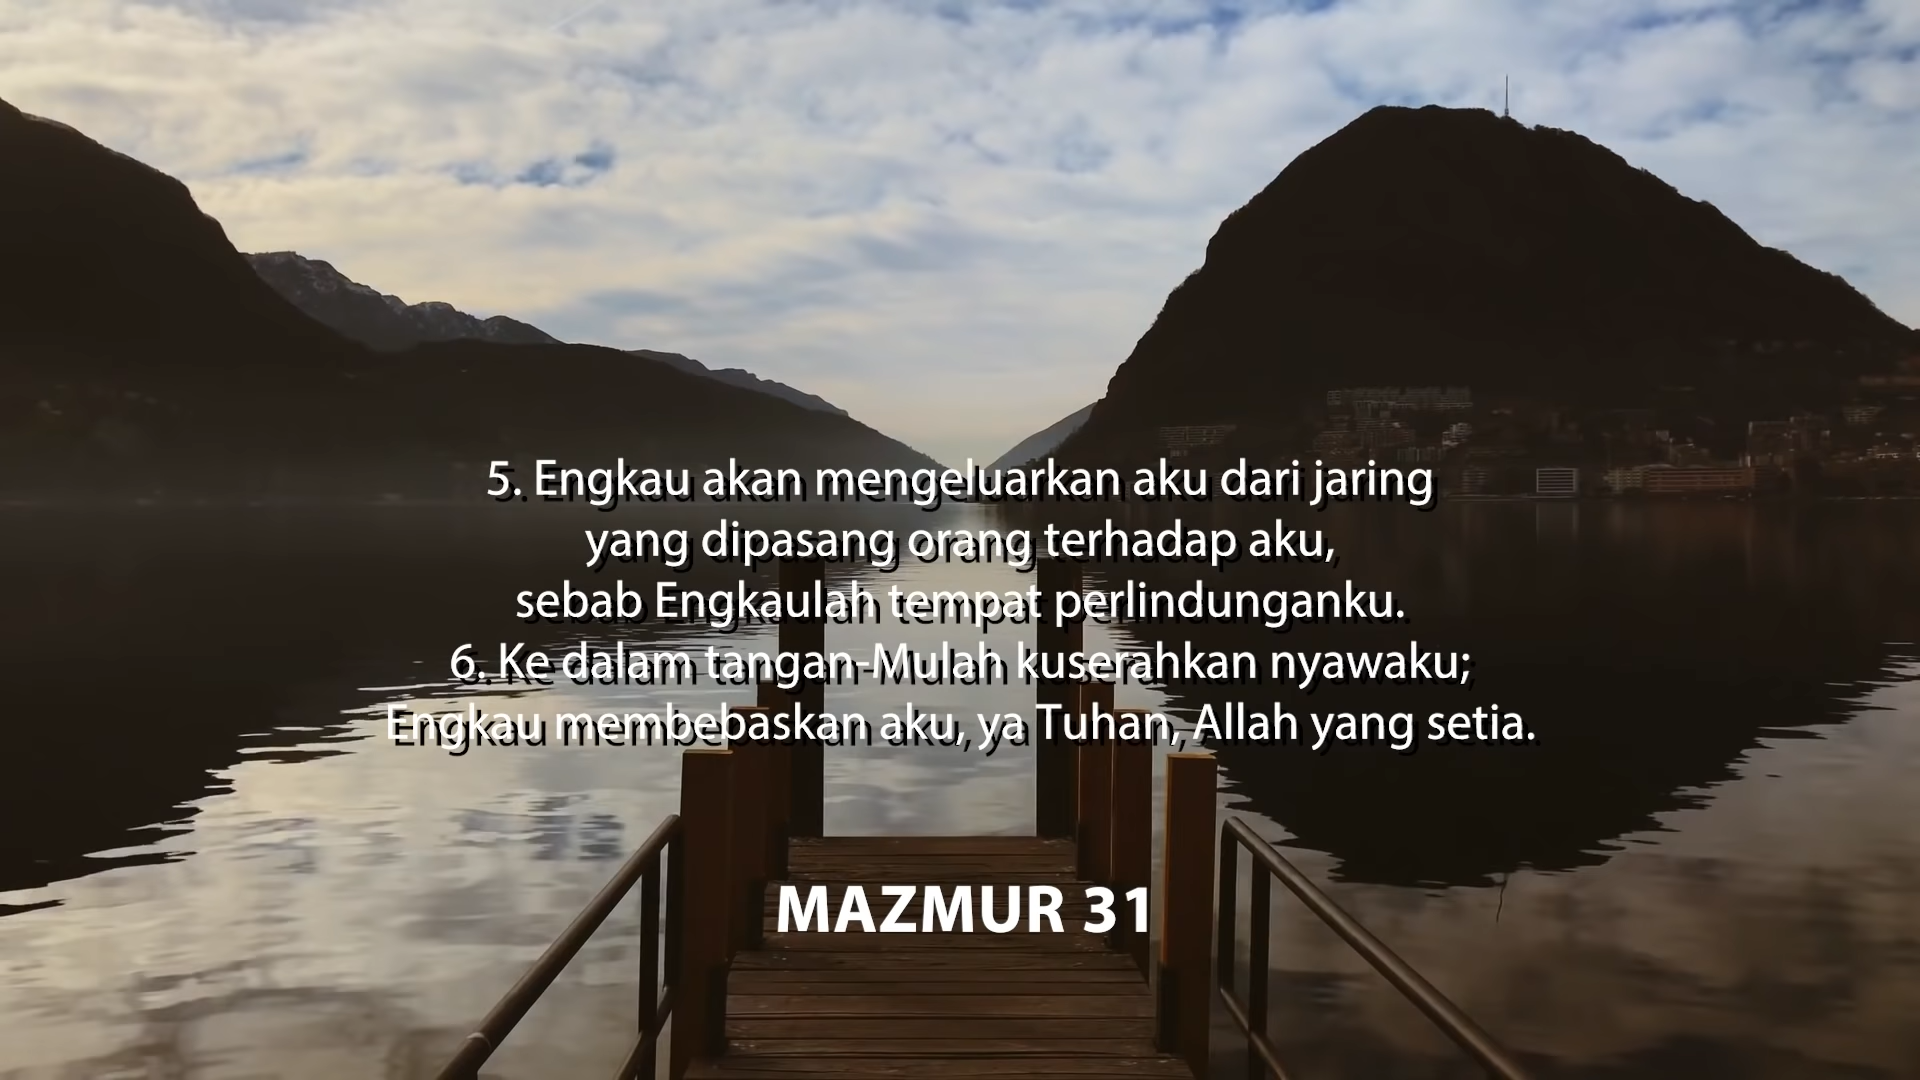 5. Engkau akan mengeluarkan aku dari jaring
yang dipasang orang terhadap aku,
sebab Engkaulah tempat perlindunganku.
6. Ke dalam tangan-Mulah kuserahkan nyawaku;
Engkau membebaskan aku, ya Tuhan, Allah yang setia.
MAZMUR 31